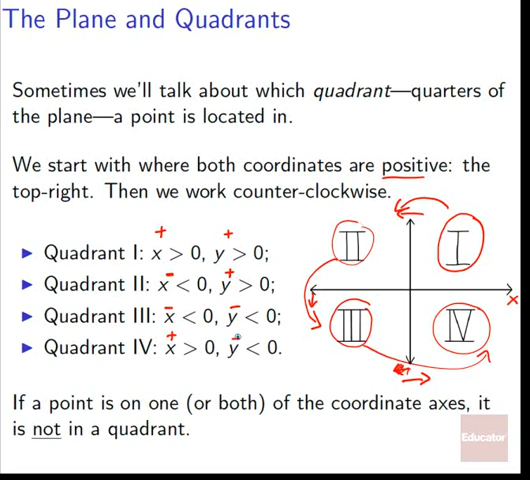 The Plane and Quadrants
Sometimes we'll talk about which quadrant—quarters of
the plane—a point is located in.
We start with where both coordinates are positive: the
top-right. Then we work counter-clockwise.
+ +
▶ Quadrant I: x > 0, y > 0;
- +
▶ Quadrant II: x < 0, y > 0;
- -
▶ Quadrant III: x < 0, y < 0;
+ -
▶ Quadrant IV: x > 0, y < 0.
II I
x
III IV
If a point is on one (or both) of the coordinate axes, it
is not in a quadrant.
Educator